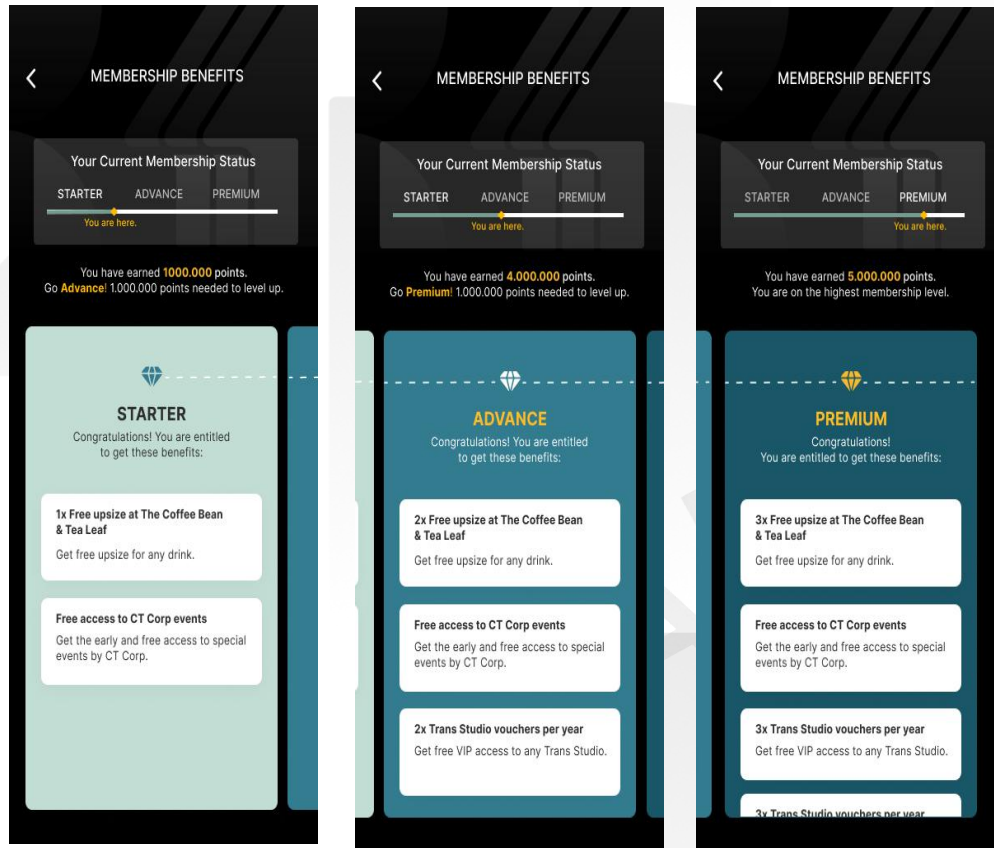 MEMBERSHIP BENEFITS
Your Current Membership Status
STARTER ADVANCE PREMIUM
You are here.
You have earned 1000.000 points.
Go Advance! 1.000.000 points needed to level up.
STARTER
Congratulations! You are entitled
to get these benefits:
1x Free upsize at The Coffee Bean
& Tea Leaf
Get free upsize for any drink.
Free access to CT Corp events
Get the early and free access to special
events by CT Corp.
MEMBERSHIP BENEFITS
Your Current Membership Status
STARTER ADVANCE PREMIUM
You are here.
You have earned 4.000.000 points.
Go Premium! 1.000.000 points needed to level up.
ADVANCE
Congratulations! You are entitled
to get these benefits:
2x Free upsize at The Coffee Bean
& Tea Leaf
Get free upsize for any drink.
Free access to CT Corp events
Get the early and free access to special
events by CT Corp.
2x Trans Studio vouchers per year
Get free VIP access to any Trans Studio.
MEMBERSHIP BENEFITS
Your Current Membership Status
STARTER ADVANCE PREMIUM
You are here.
You have earned 5.000.000 points.
You are on the highest membership level.
PREMIUM
Congratulations!
You are entitled to get these benefits:
3x Free upsize at The Coffee Bean
& Tea Leaf
Get free upsize for any drink.
Free access to CT Corp events
Get the early and free access to special
events by CT Corp.
3x Trans Studio vouchers per year
Get free VIP access to any Trans Studio.
3x Trans Studio vouchers per year